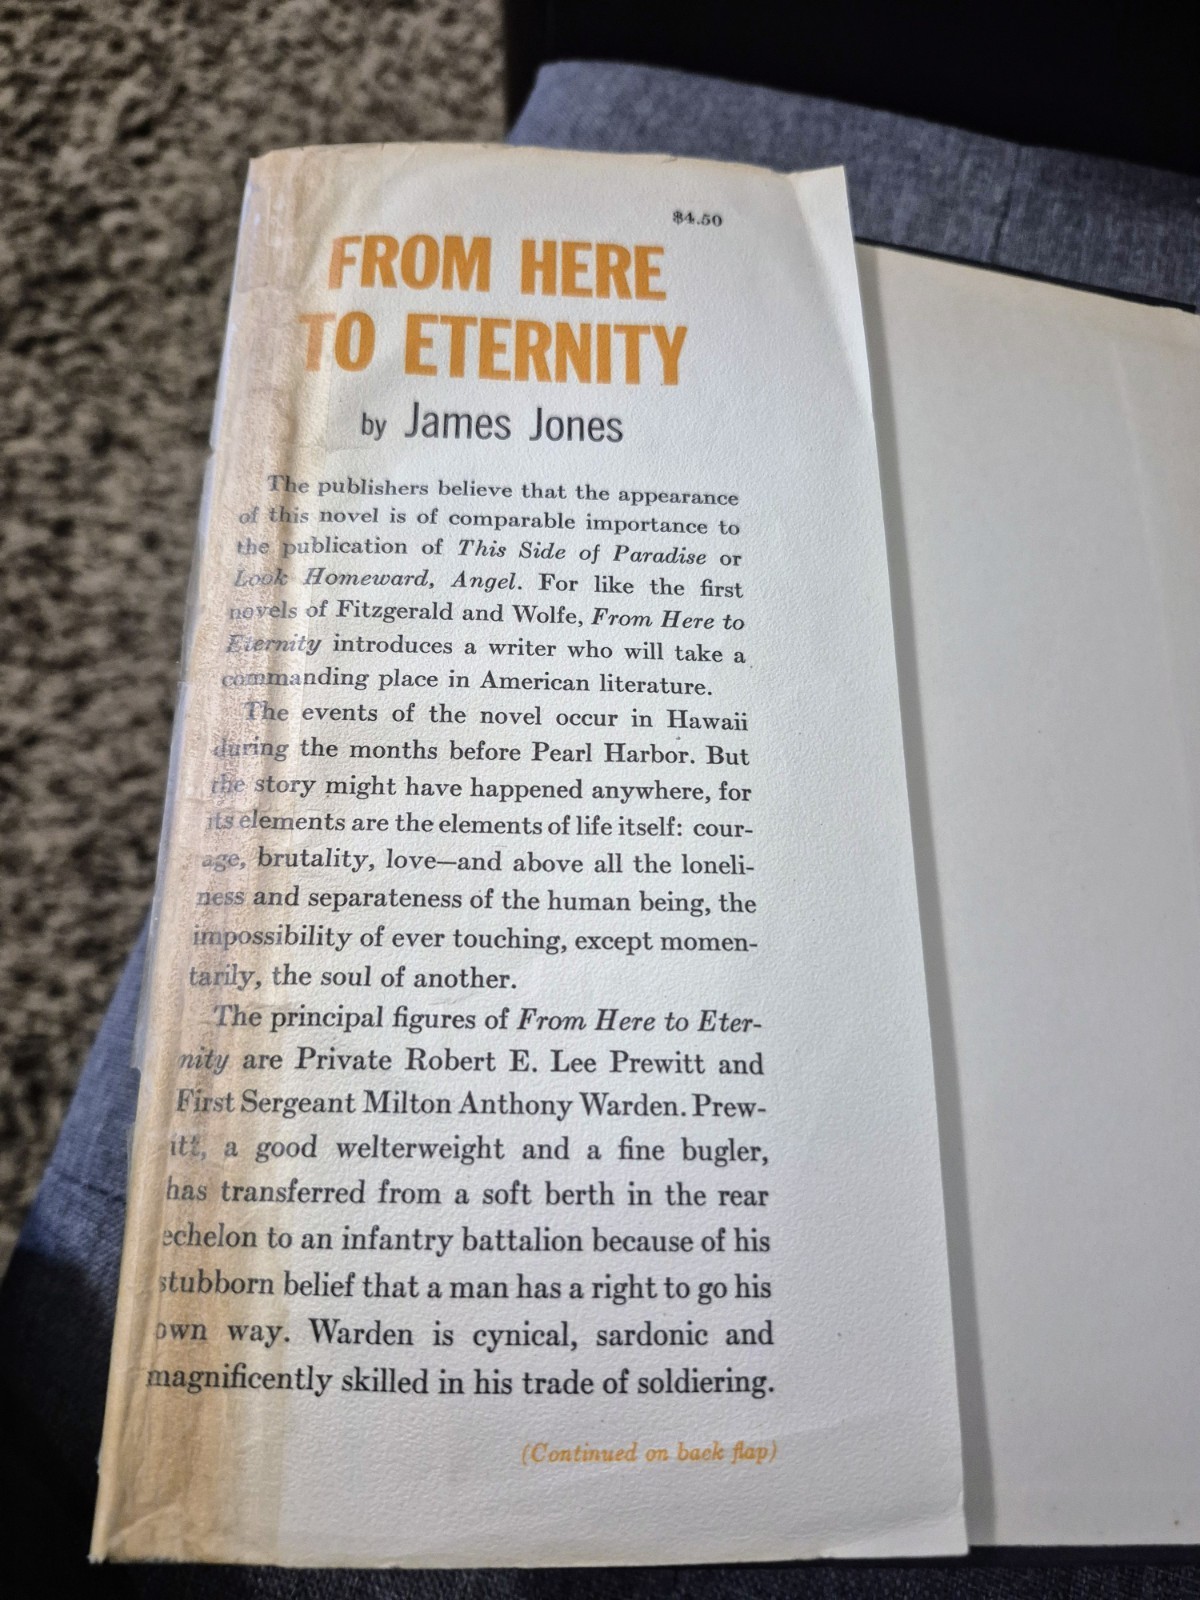 $4.50
FROM HERE
TO ETERNITY
by James Jones
The publishers believe that the appearance
of this novel is of comparable importance to
the publication of This Side of Paradise or
Look Homeward, Angel. For like the first
novels of Fitzgerald and Wolfe, From Here to
Eternity introduces a writer who will take a
commanding place in American literature.
The events of the novel occur in Hawaii
during the months before Pearl Harbor. But
the story might have happened anywhere, for
its elements are the elements of life itself: cour-
age, brutality, love—and above all the loneli-
ness and separateness of the human being, the
impossibility of ever touching, except momen-
tarily, the soul of another.
The principal figures of From Here to Eter-
nity are Private Robert E. Lee Prewitt and
First Sergeant Milton Anthony Warden. Prew-
itt, a good welterweight and a fine bugler,
has transferred from a soft berth in the rear
echelon to an infantry battalion because of his
stubborn belief that a man has a right to go his
own way. Warden is cynical, sardonic and
magnificently skilled in his trade of soldiering.
(Continued on back flap)